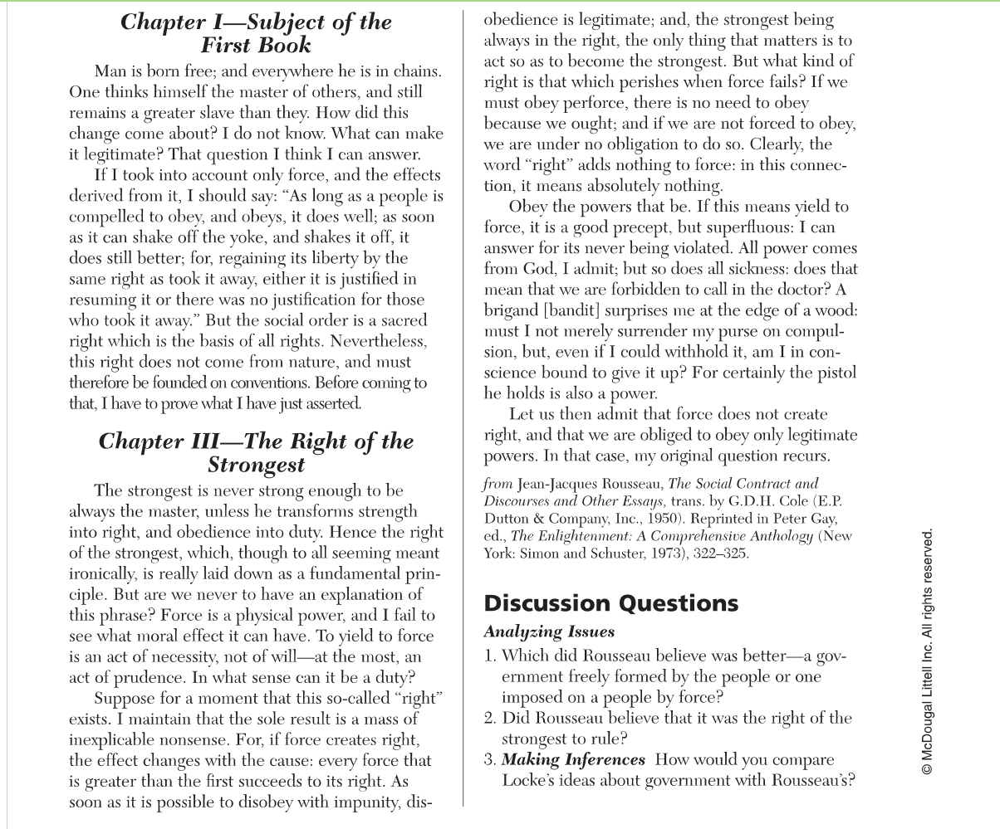 Chapter I—Subject of the
First Book
Man is born free; and everywhere he is in chains.
One thinks himself the master of others, and still
remains a greater slave than they. How did this
change come about? I do not know. What can make
it legitimate? That question I think I can answer.
If I took into account only force, and the effects
derived from it, I should say: “As long as a people is
compelled to obey, and obeys, it does well; as soon
as it can shake off the yoke, and shakes it off, it
does still better; for, regaining its liberty by the
same right as took it away, either it is justified in
resuming it or there was no justification for those
who took it away.” But the social order is a sacred
right which is the basis of all rights. Nevertheless,
this right does not come from nature, and must
therefore be founded on conventions. Before coming to
that, I have to prove what I have just asserted.
Chapter III—The Right of the
Strongest
The strongest is never strong enough to be
always the master, unless he transforms strength
into right, and obedience into duty. Hence the right
of the strongest, which, though to all seeming meant
ironically, is really laid down as a fundamental prin-
ciple. But are we never to have an explanation of
this phrase? Force is a physical power, and I fail to
see what moral effect it can have. To yield to force
is an act of necessity, not of will—at the most, an
act of prudence. In what sense can it be a duty?
Suppose for a moment that this so-called “right”
exists. I maintain that the sole result is a mass of
inexplicable nonsense. For, if force creates right,
the effect changes with the cause: every force that
is greater than the first succeeds to its right. As
soon as it is possible to disobey with impunity, dis-
obedience is legitimate; and, the strongest being
always in the right, the only thing that matters is to
act so as to become the strongest. But what kind of
right is that which perishes when force fails? If we
must obey perforce, there is no need to obey
because we ought; and if we are not forced to obey,
we are under no obligation to do so. Clearly, the
word “right” adds nothing to force: in this connec-
tion, it means absolutely nothing.
Obey the powers that be. If this means yield to
force, it is a good precept, but superfluous: I can
answer for its never being violated. All power comes
from God, I admit; but so does all sickness: does that
mean that we are forbidden to call in the doctor? A
brigand [bandit] surprises me at the edge of a wood:
must I not merely surrender my purse on compul-
sion, but, even if I could withhold it, am I in con-
science bound to give it up? For certainly the pistol
he holds is also a power.
Let us then admit that force does not create
right, and that we are obliged to obey only legitimate
powers. In that case, my original question recurs.
from Jean-Jacques Rousseau, The Social Contract and
Discourses and Other Essays, trans. by G.D.H. Cole (E.P.
Dutton & Company, Inc., 1950). Reprinted in Peter Gay,
ed., The Enlightenment: A Comprehensive Anthology (New
York: Simon and Schuster, 1973), 322–325.
Discussion Questions
Analyzing Issues
1. Which did Rousseau believe was better—a gov-
ernment freely formed by the people or one
imposed on a people by force?
2. Did Rousseau believe that it was the right of the
strongest to rule?
3. Making Inferences How would you compare
Locke’s ideas about government with Rousseau’s?
© McDougal Littell Inc. All rights reserved.